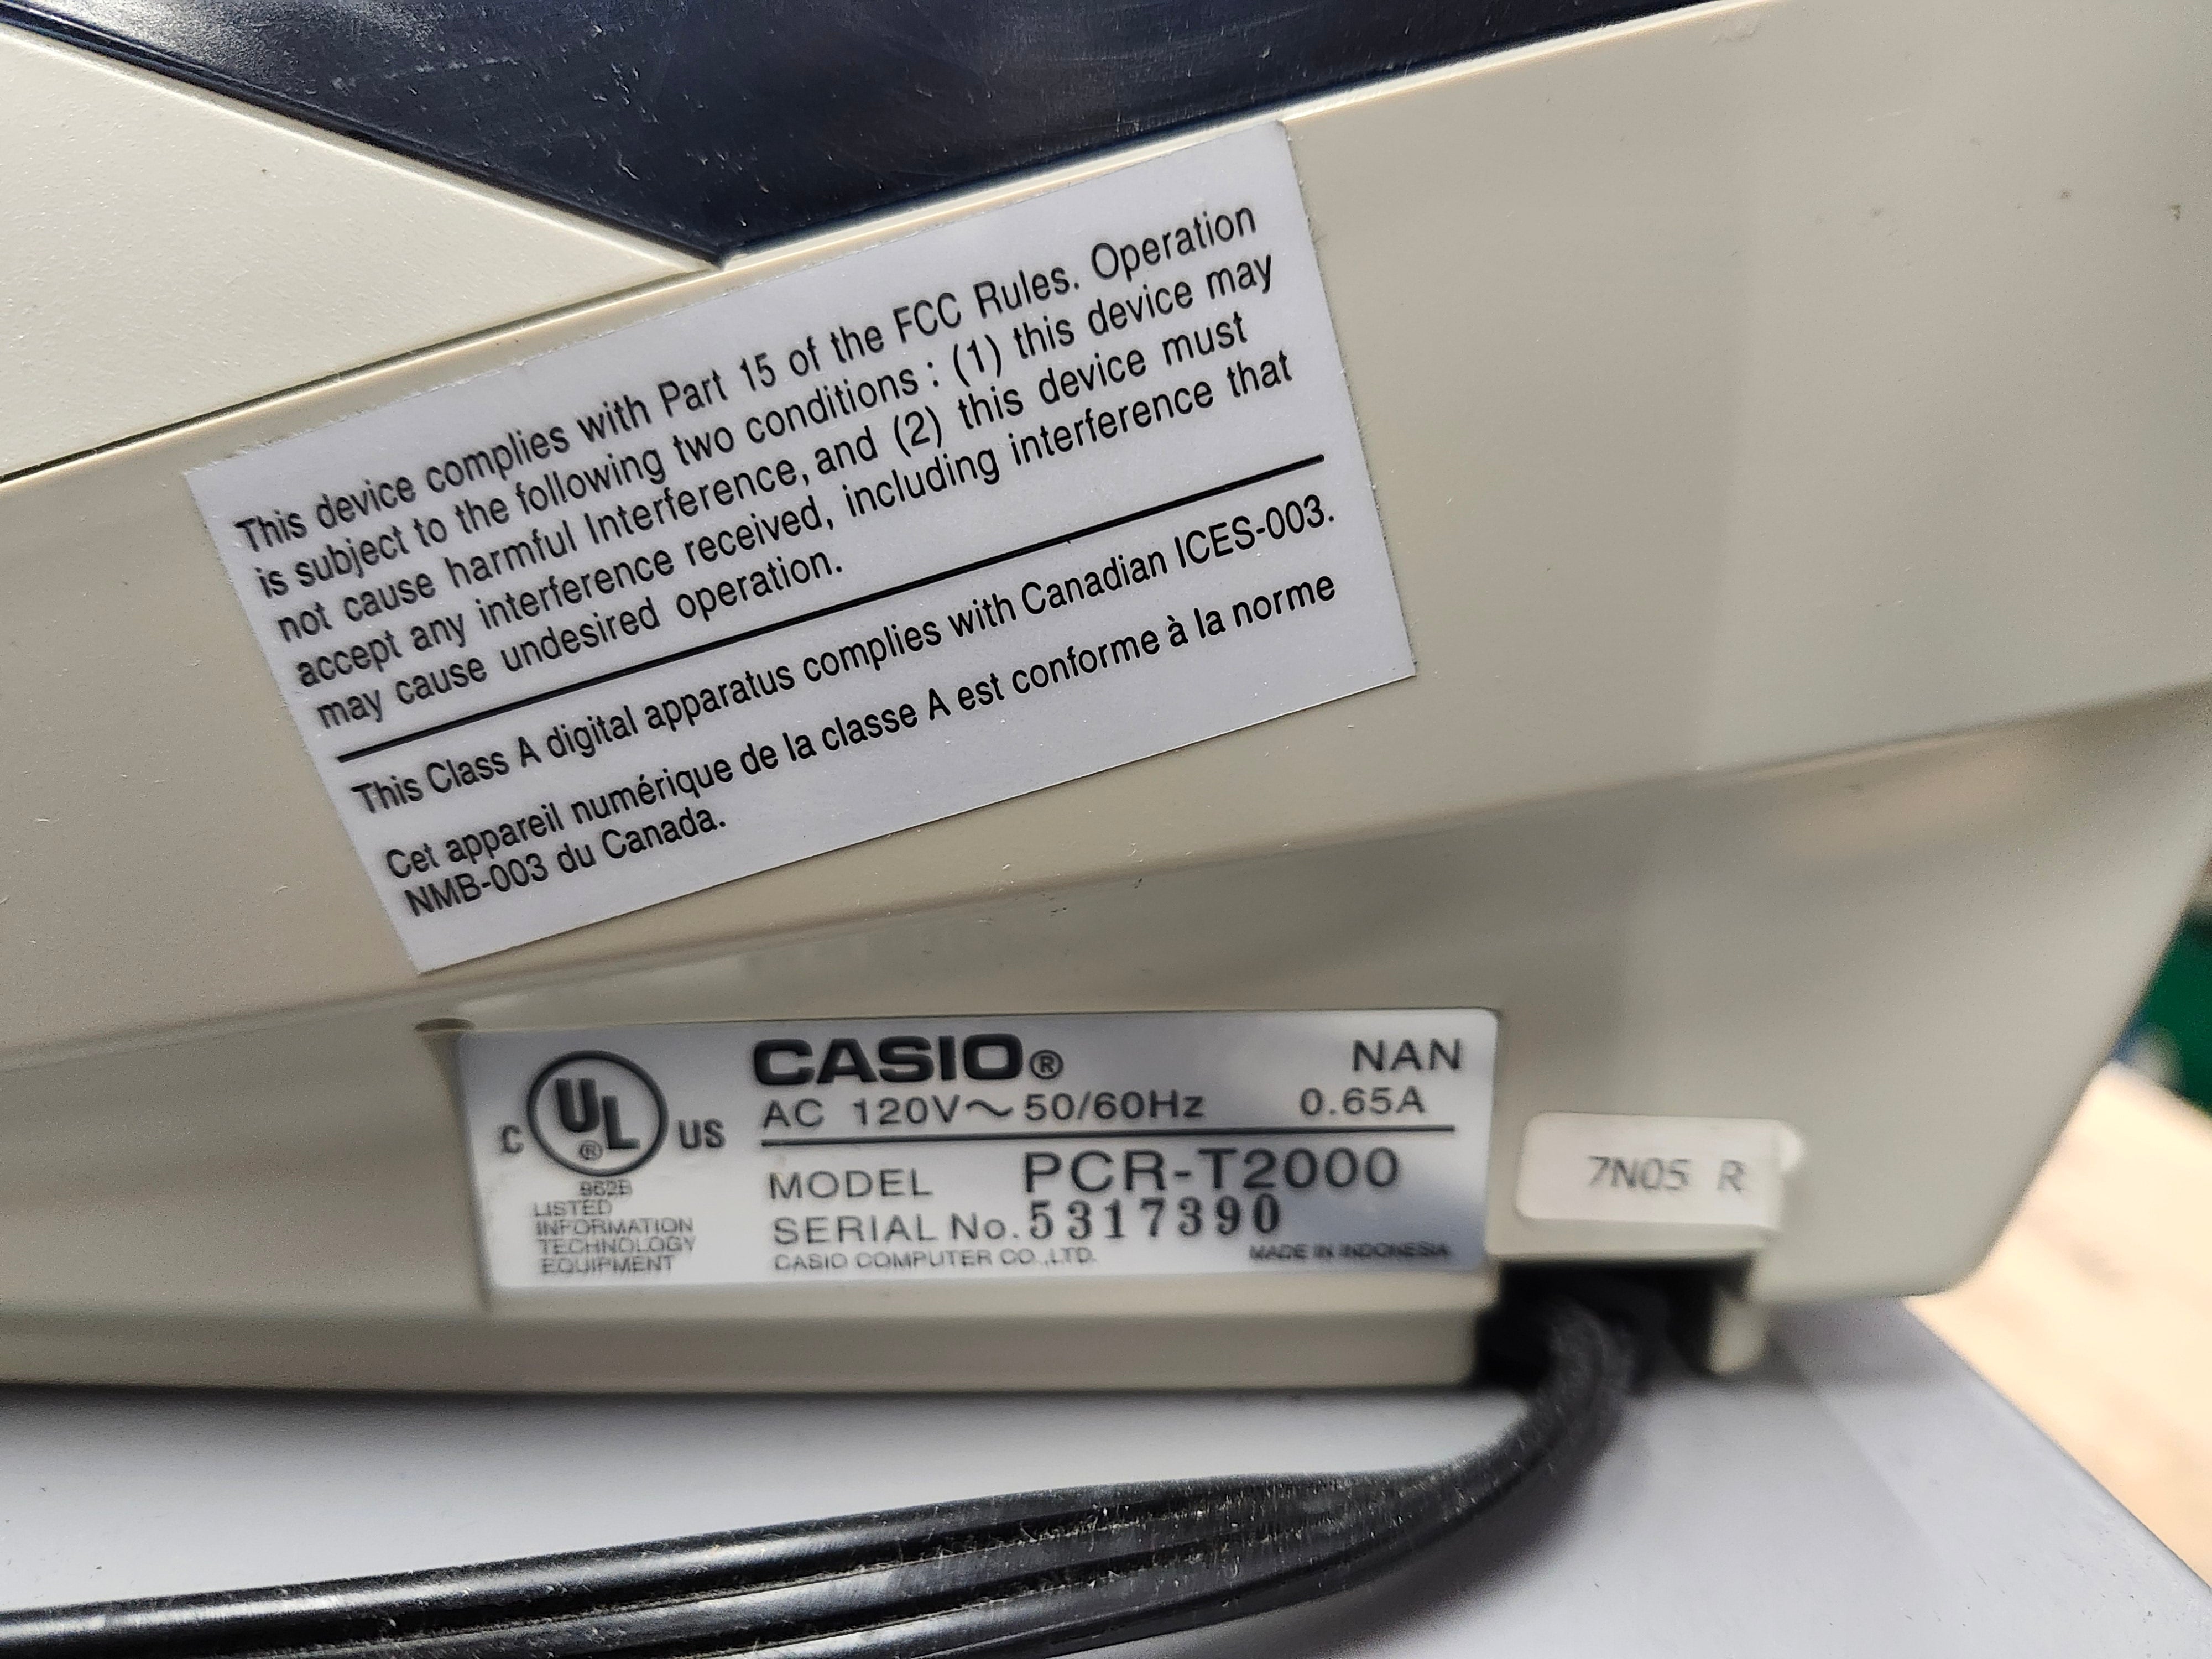 This device complies with Part 15 of the FCC Rules. Operation
is subject to the following two conditions : (1) this device may
not cause harmful Interference, and (2) this device must
accept any interference received, including interference that
may cause undesired operation.
This Class A digital apparatus complies with Canadian ICES-003.
Cet appareil numérique de la classe A est conforme à la norme
NMB-003 du Canada.
CASIO® NAN
AC 120V～50/60Hz 0.65A
C UL® US
962B
LISTED
INFORMATION
TECHNOLOGY
EQUIPMENT
MODEL PCR-T2000
SERIAL No. 5317390
CASIO COMPUTER CO.,LTD. MADE IN INDONESIA
7N05 R